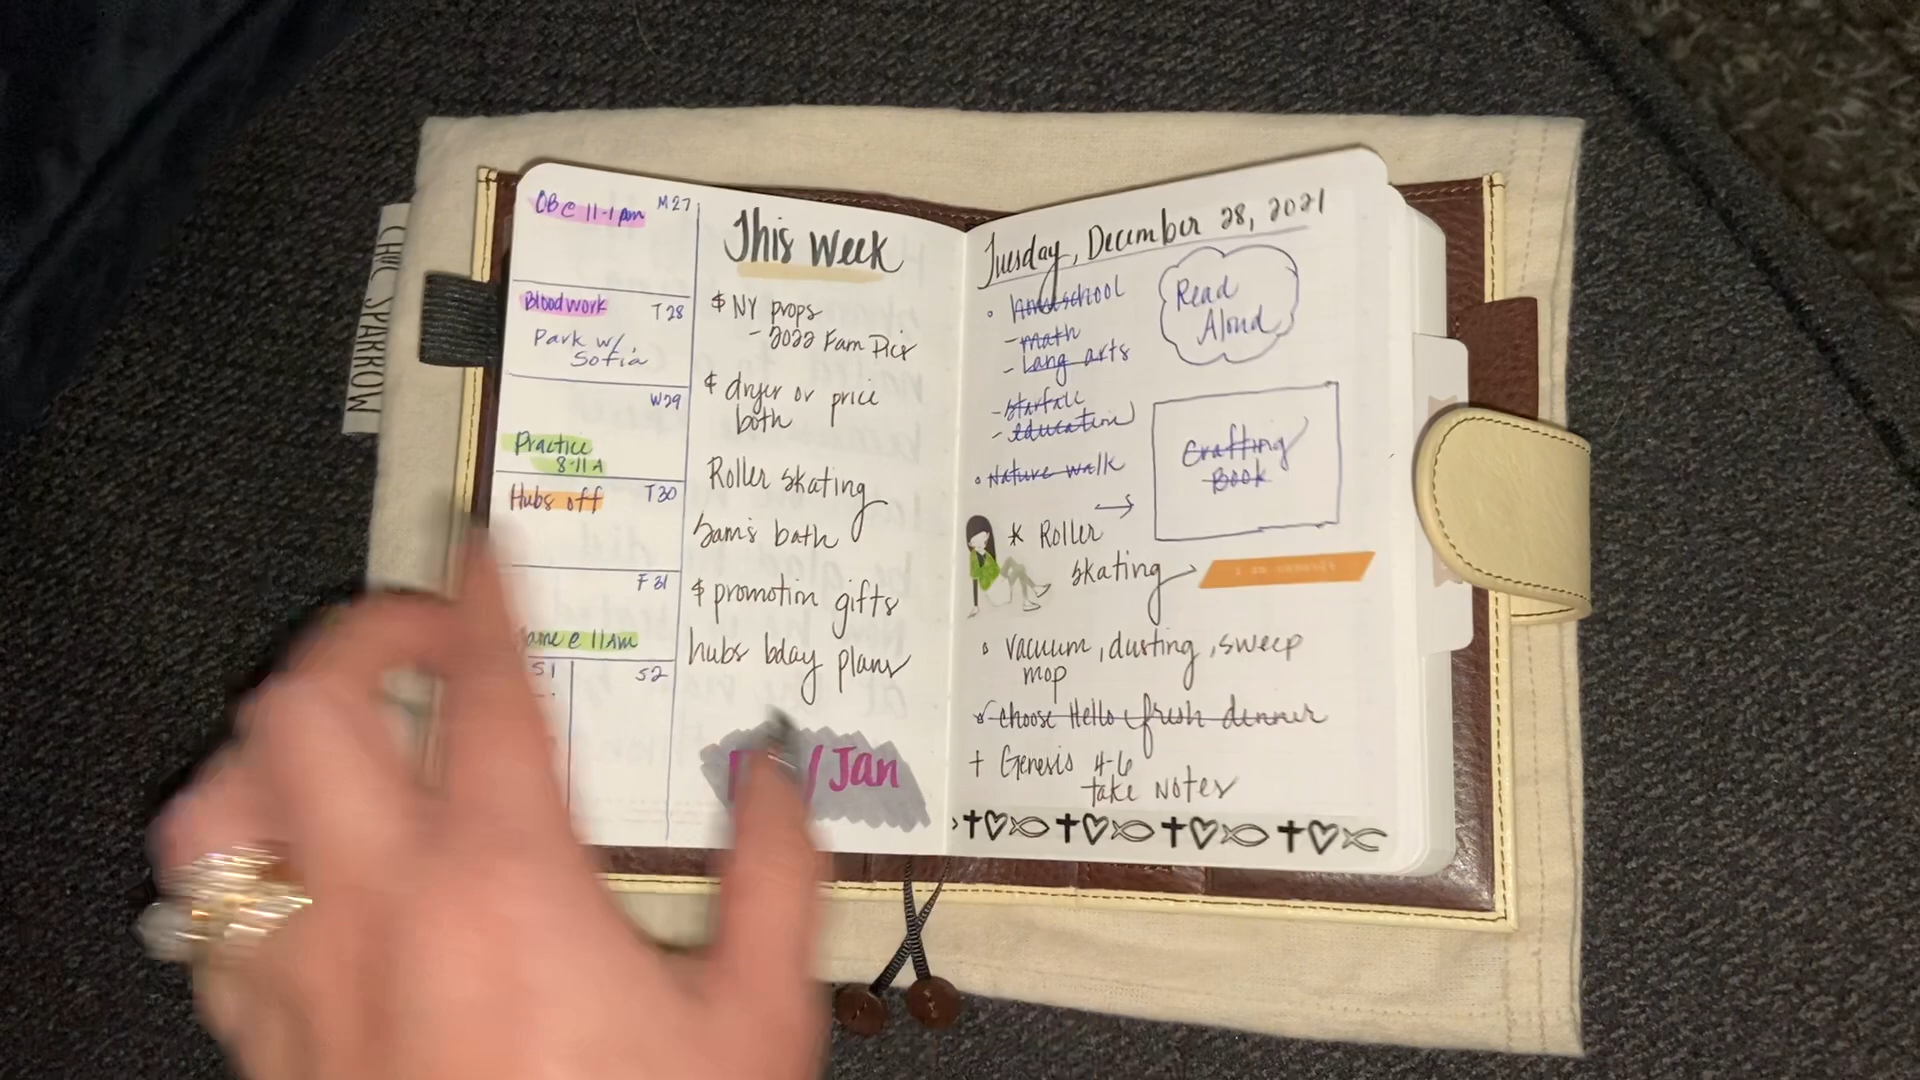 CHIC SPARROW
OB @ 11-1pm
M27
Bloodwork
T28
Park w/
Sofia
W29
Practice
8-11A
Hubs off
T30
F31
@ 11AM
S1
S2
This Week
$ NY props
- 2022 Fam Pics
$ dryer or price
both
Roller skating
Sam's bath
$ promotion gifts
hubs bday plans
/Jan
Tuesday, December 28, 2021
Homeschool
- math
- Lang arts
- Starfall
- education
Nature walk
Read
Aloud
Crafting
Book
* Roller
skating
vacuum, dusting, sweep
mop
choose Hello fresh dinner
+ Genesis 4-6
take Notes